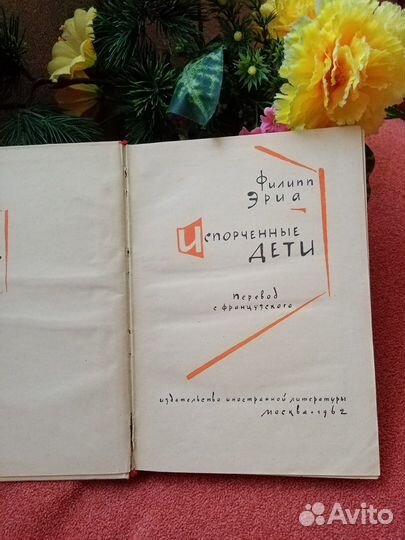 Филипп
Эриа
Испорченные
дети
Перевод
с французского
издательство иностранной литературы
Москва • 1962
Avito